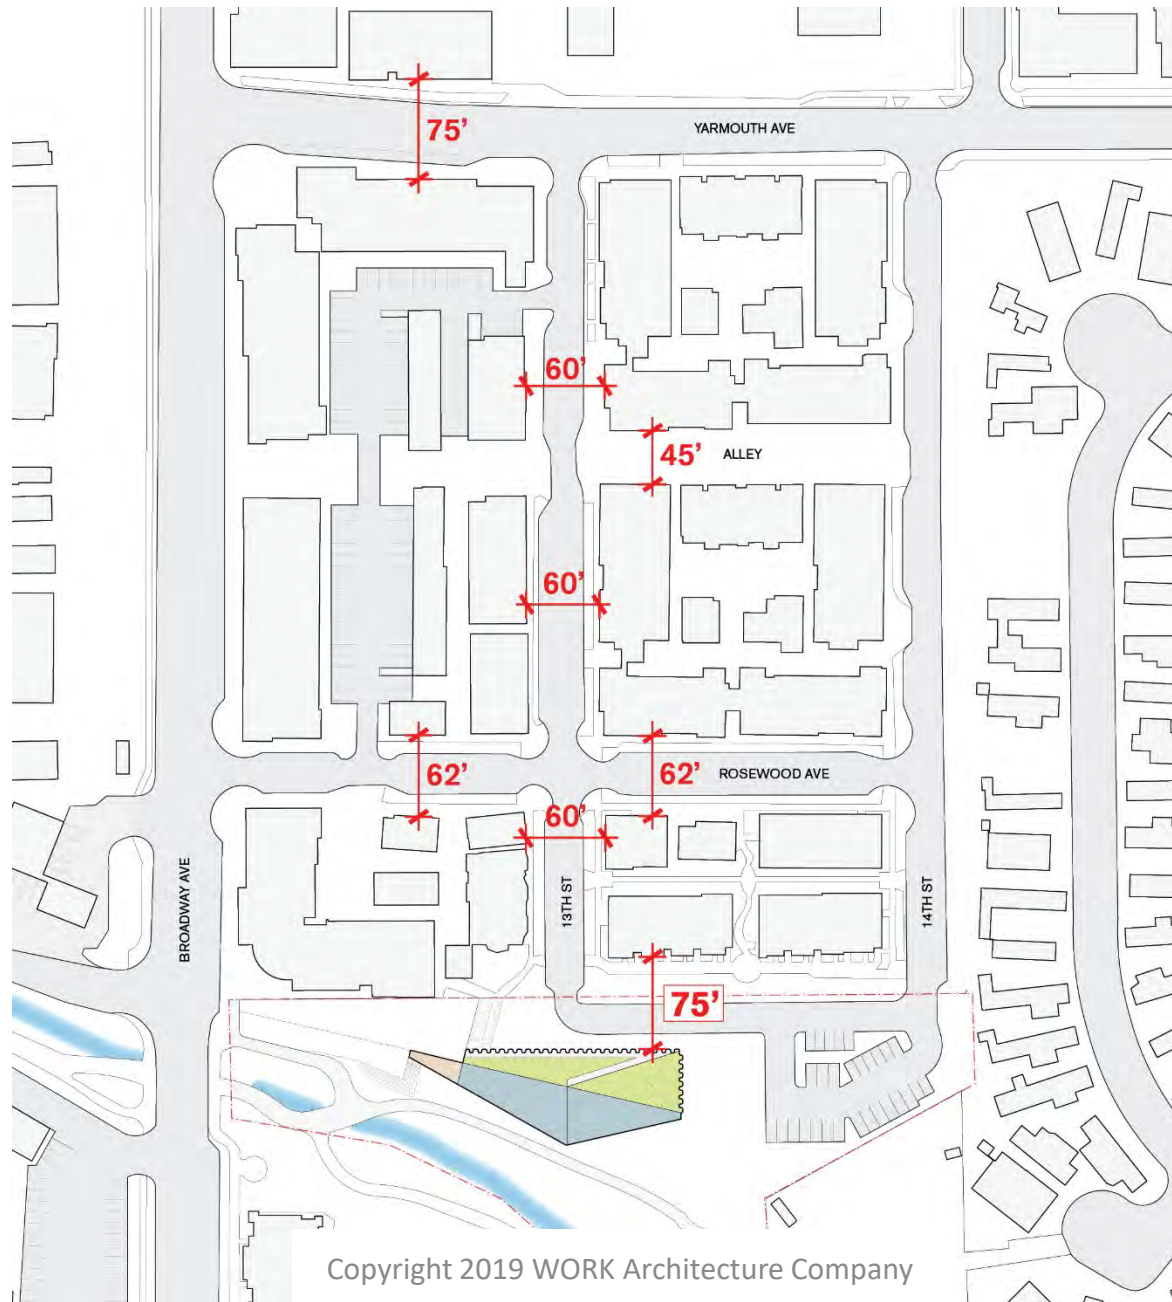 75’
YARMOUTH AVE
60’
45’
ALLEY
60’
62’
62’
ROSEWOOD AVE
60’
BROADWAY AVE
13TH ST
14TH ST
75’
Copyright 2019 WORK Architecture Company